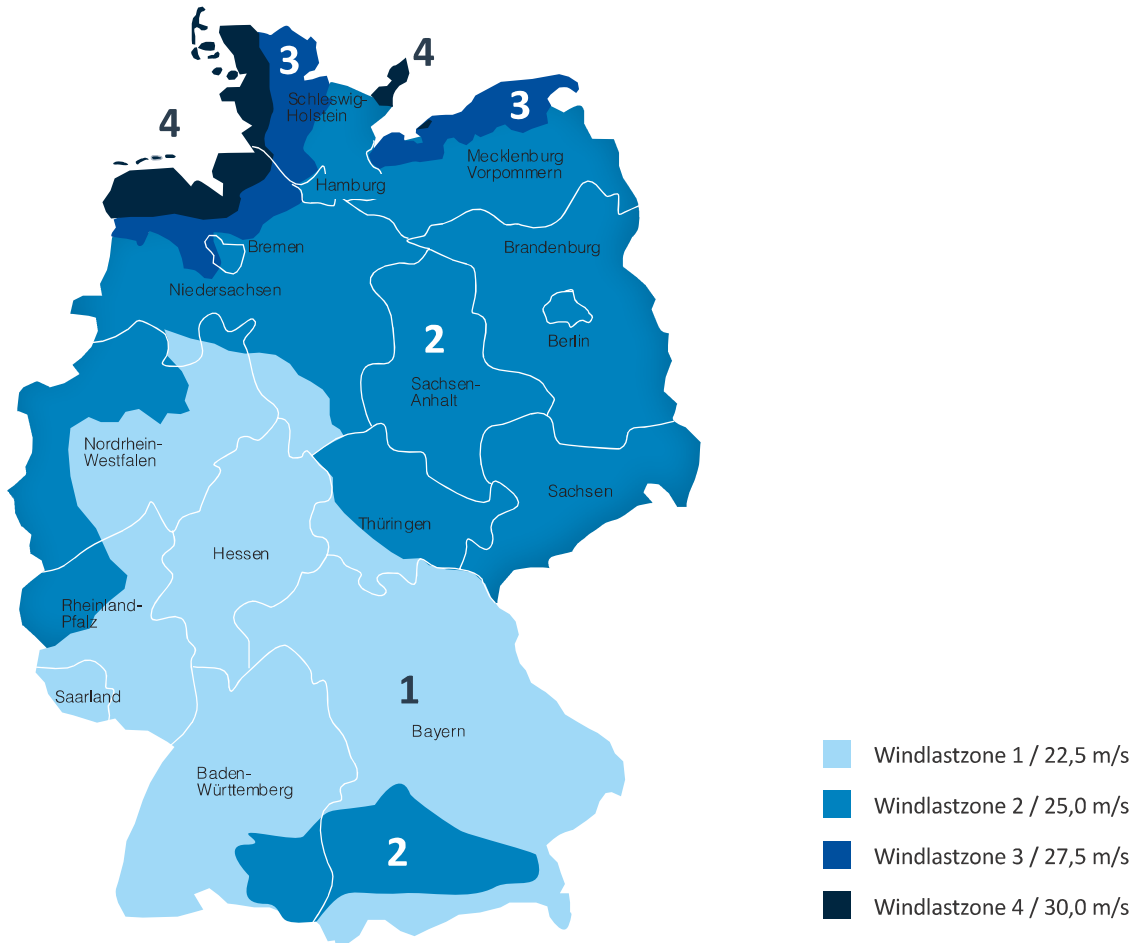 4
3
4
3
Schleswig-
Holstein
4
Mecklenburg
Vorpommern
Hamburg
Bremen
Brandenburg
Niedersachsen
2
Berlin
Sachsen-
Anhalt
Nordrhein-
Westfalen
Sachsen
Thüringen
Hessen
Rheinland-
Pfalz
1
Saarland
Bayern
Baden-
Württemberg
2
Windlastzone 1 / 22,5 m/s
Windlastzone 2 / 25,0 m/s
Windlastzone 3 / 27,5 m/s
Windlastzone 4 / 30,0 m/s